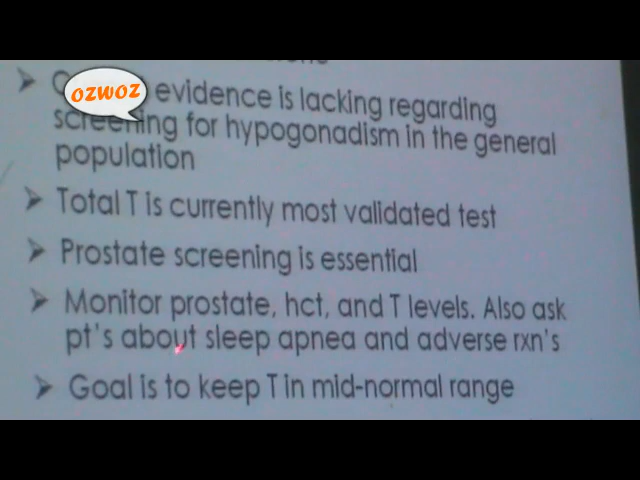 ozwoz
evidence is lacking regarding
screening for hypogonadism in the general
population
Total T is currently most validated test
Prostate screening is essential
Monitor prostate, hct, and T levels. Also ask
pt's about sleep apnea and adverse rxn's
Goal is to keep T in mid-normal range